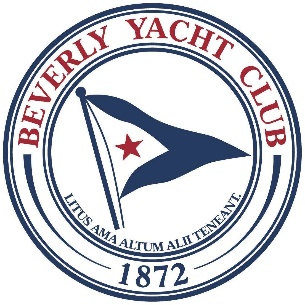 BEVERLY YACHT CLUB
LITUS AMA ALTUM ALII TENEANT.
1872